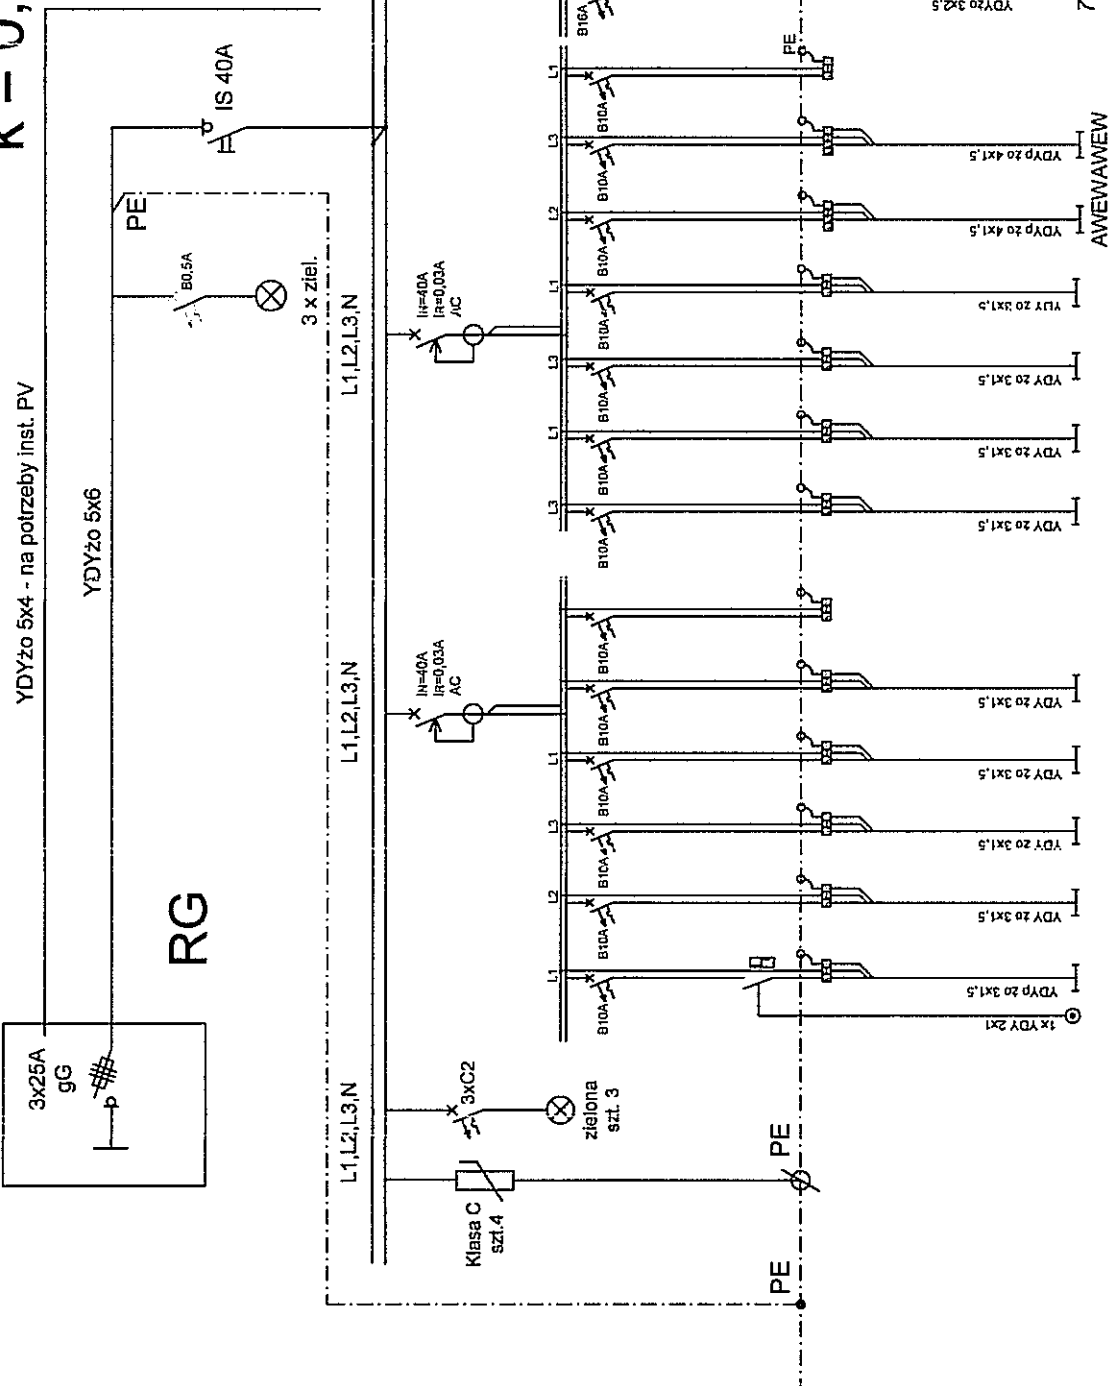 YDYżo 5x4 - na potrzeby inst. PV
YDYżo 5x6
3x25A
gG
RG
IS 40A
PE
B0,5A
3 x ziel.
L1,L2,L3,N
L1,L2,L3,N
L1,L2,L3,N
IN=40A
IR=0,03A
AC
IN=40A
IR=0,03A
AC
3xC2
zielona
szt. 3
Klasa C
szt.4
PE
PE
PE
B16A
YDYżo 3x2,5
L1
B10A
L3
B10A
YDYp żo 4x1,5
L2
B10A
YDYp żo 4x1,5
L1
B10A
YDY żo 3x1,5
L3
B10A
YDY żo 3x1,5
L1
B10A
YDY żo 3x1,5
L3
B10A
YDY żo 3x1,5
B10A
B10A
YDY żo 3x1,5
L1
B10A
YDY żo 3x1,5
L3
B10A
YDY żo 3x1,5
L2
B10A
YDY żo 3x1,5
L1
B10A
YDYp żo 3x1,5
1x YDY 2x1
AWEWAWEW